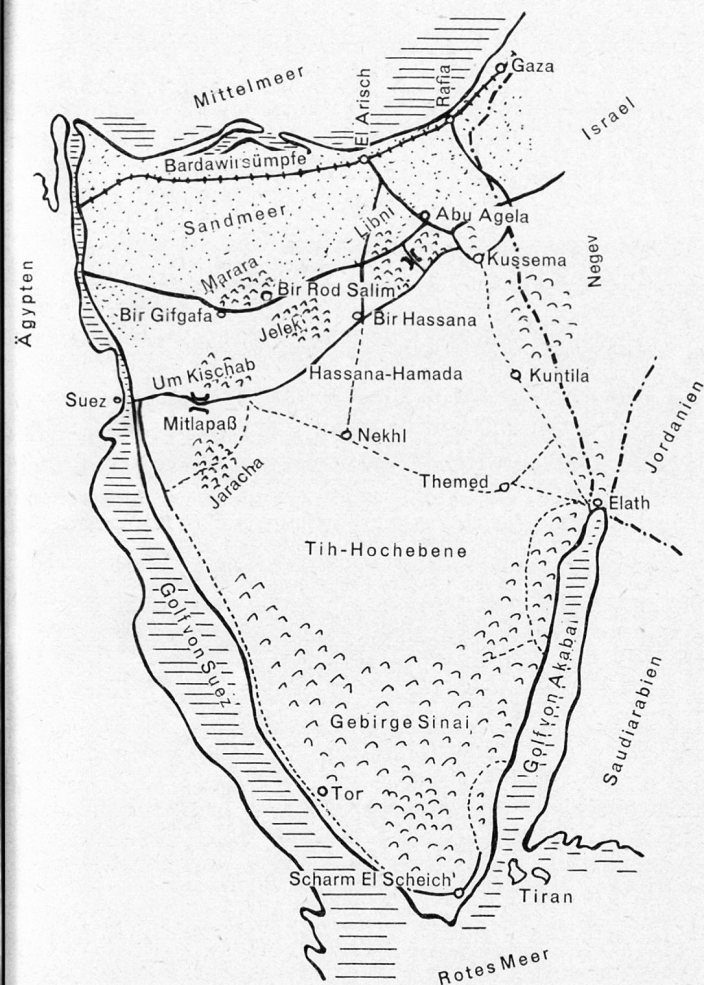 Mittelmeer
Gaza
Rafia
El Arisch
Israel
Bardawilsümpfe
Sandmeer
Libni
Abu Agela
Kussema
Negev
Ägypten
Marara
Bir Rod Salim
Bir Gifgafa
Jelek
Bir Hassana
Um Kischab
Hassana-Hamada
Kuntila
Suez
Mitlapaß
Nekhl
Jordanien
Jaracha
Themed
Elath
Tih-Hochebene
Golf von Suez
Golf von Akaba
Saudiarabien
Gebirge Sinai
Tor
Scharm El Scheich
Tiran
Rotes Meer